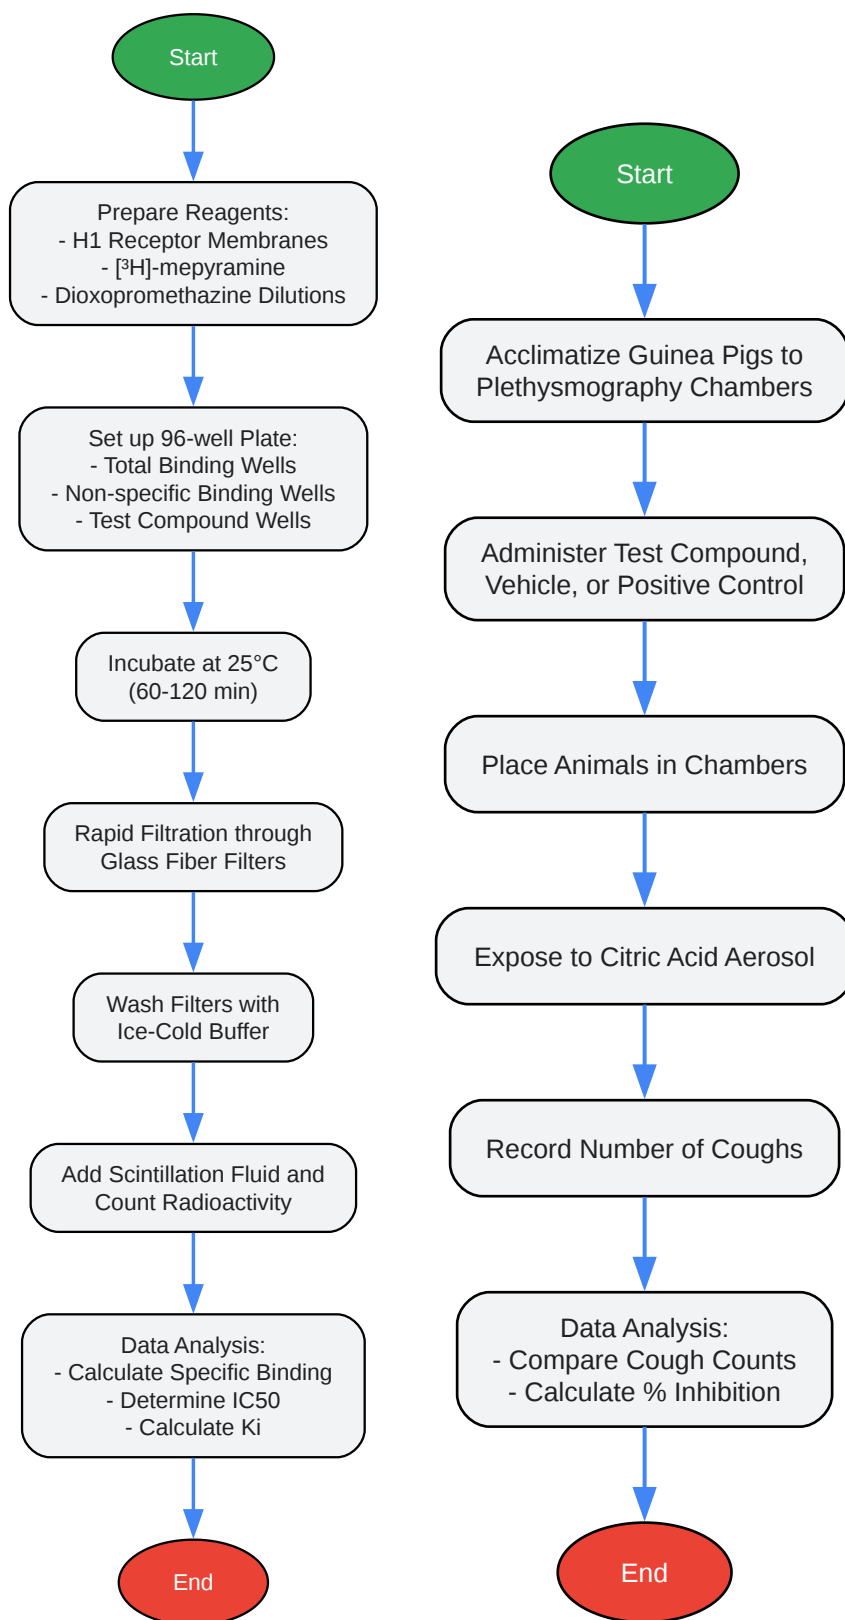 Start
Prepare Reagents:
- H1 Receptor Membranes
- [³H]-mepyramine
- Dioxopromethazine Dilutions
Set up 96-well Plate:
- Total Binding Wells
- Non-specific Binding Wells
- Test Compound Wells
Incubate at 25°C
(60-120 min)
Rapid Filtration through
Glass Fiber Filters
Wash Filters with
Ice-Cold Buffer
Add Scintillation Fluid and
Count Radioactivity
Data Analysis:
- Calculate Specific Binding
- Determine IC50
- Calculate Ki
End
Start
Acclimatize Guinea Pigs to
Plethysmography Chambers
Administer Test Compound,
Vehicle, or Positive Control
Place Animals in Chambers
Expose to Citric Acid Aerosol
Record Number of Coughs
Data Analysis:
- Compare Cough Counts
- Calculate % Inhibition
End